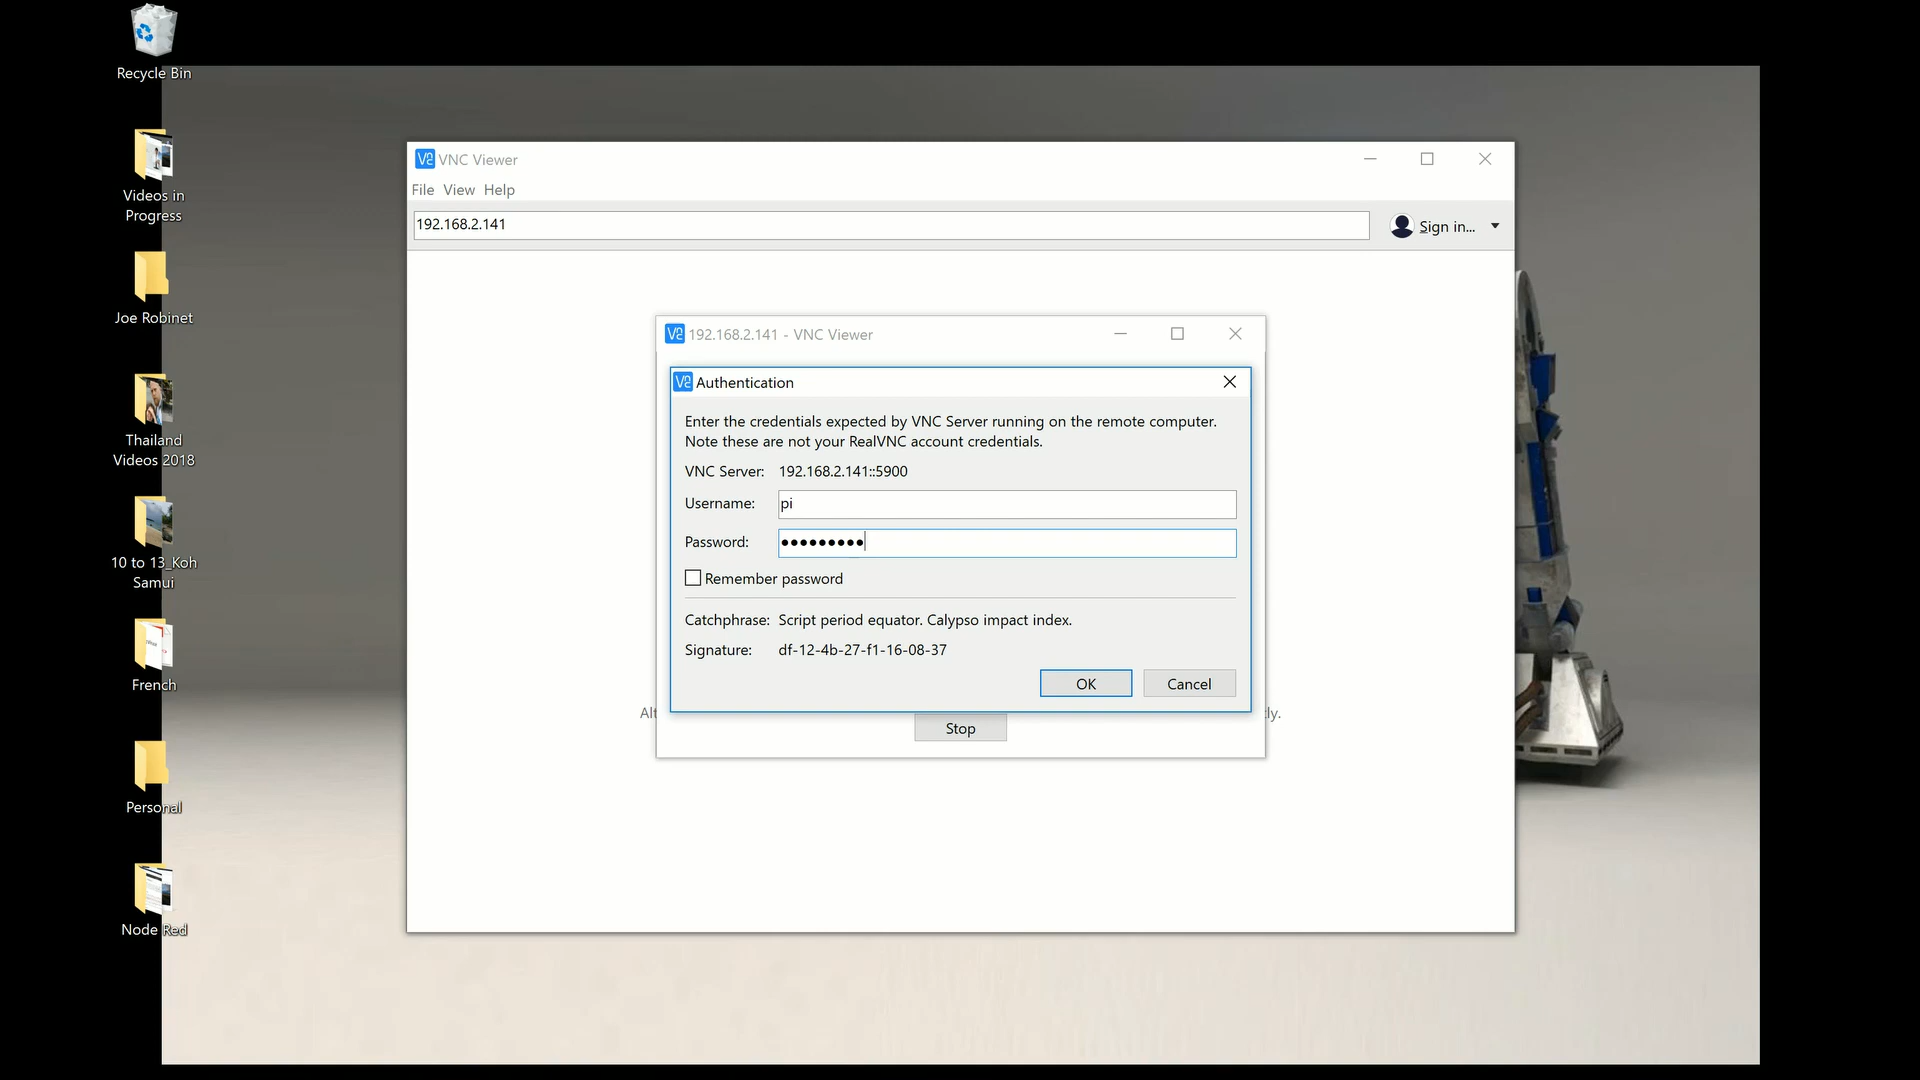 Recycle Bin
Videos in
Progress
Joe Robinet
Thailand
Videos 2018
10 to 13_Koh
Samui
French
Personal
Node Red
VNC Viewer
File View Help
192.168.2.141
Sign in...
192.168.2.141 - VNC Viewer
Authentication
Enter the credentials expected by VNC Server running on the remote computer.
Note these are not your RealVNC account credentials.
VNC Server: 192.168.2.141::5900
Username: pi
Password: •••••••••
Remember password
Catchphrase: Script period equator. Calypso impact index.
Signature: df-12-4b-27-f1-16-08-37
OK Cancel
Stop